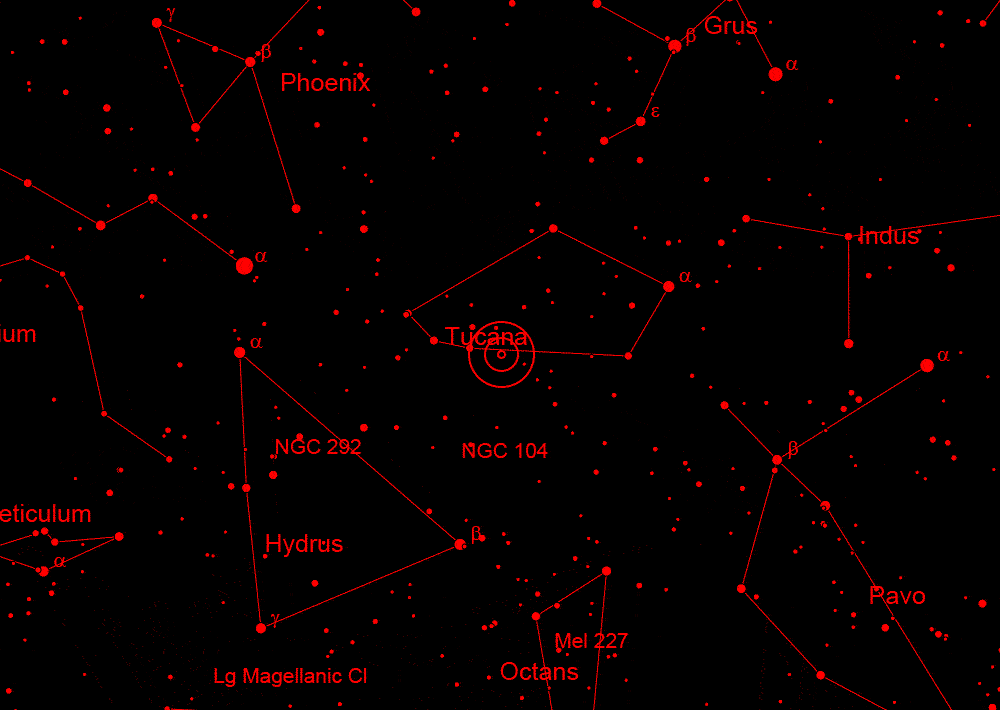 γ
Grus
β
β
α
Phoenix
ε
α
Indus
α
ium
Tucana
α
α
NGC 292
NGC 104
β
eticulum
β
Hydrus
α
Pavo
γ
Mel 227
Lg Magellanic Cl
Octans